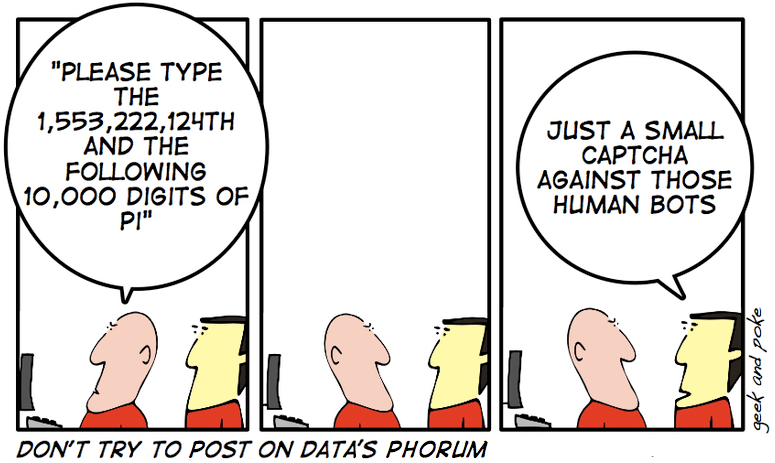 "PLEASE TYPE
THE
1,553,222,124TH
AND THE
FOLLOWING
10,000 DIGITS OF
PI"
JUST A SMALL
CAPTCHA
AGAINST THOSE
HUMAN BOTS
geek and poke
DON'T TRY TO POST ON DATA'S PHORUM